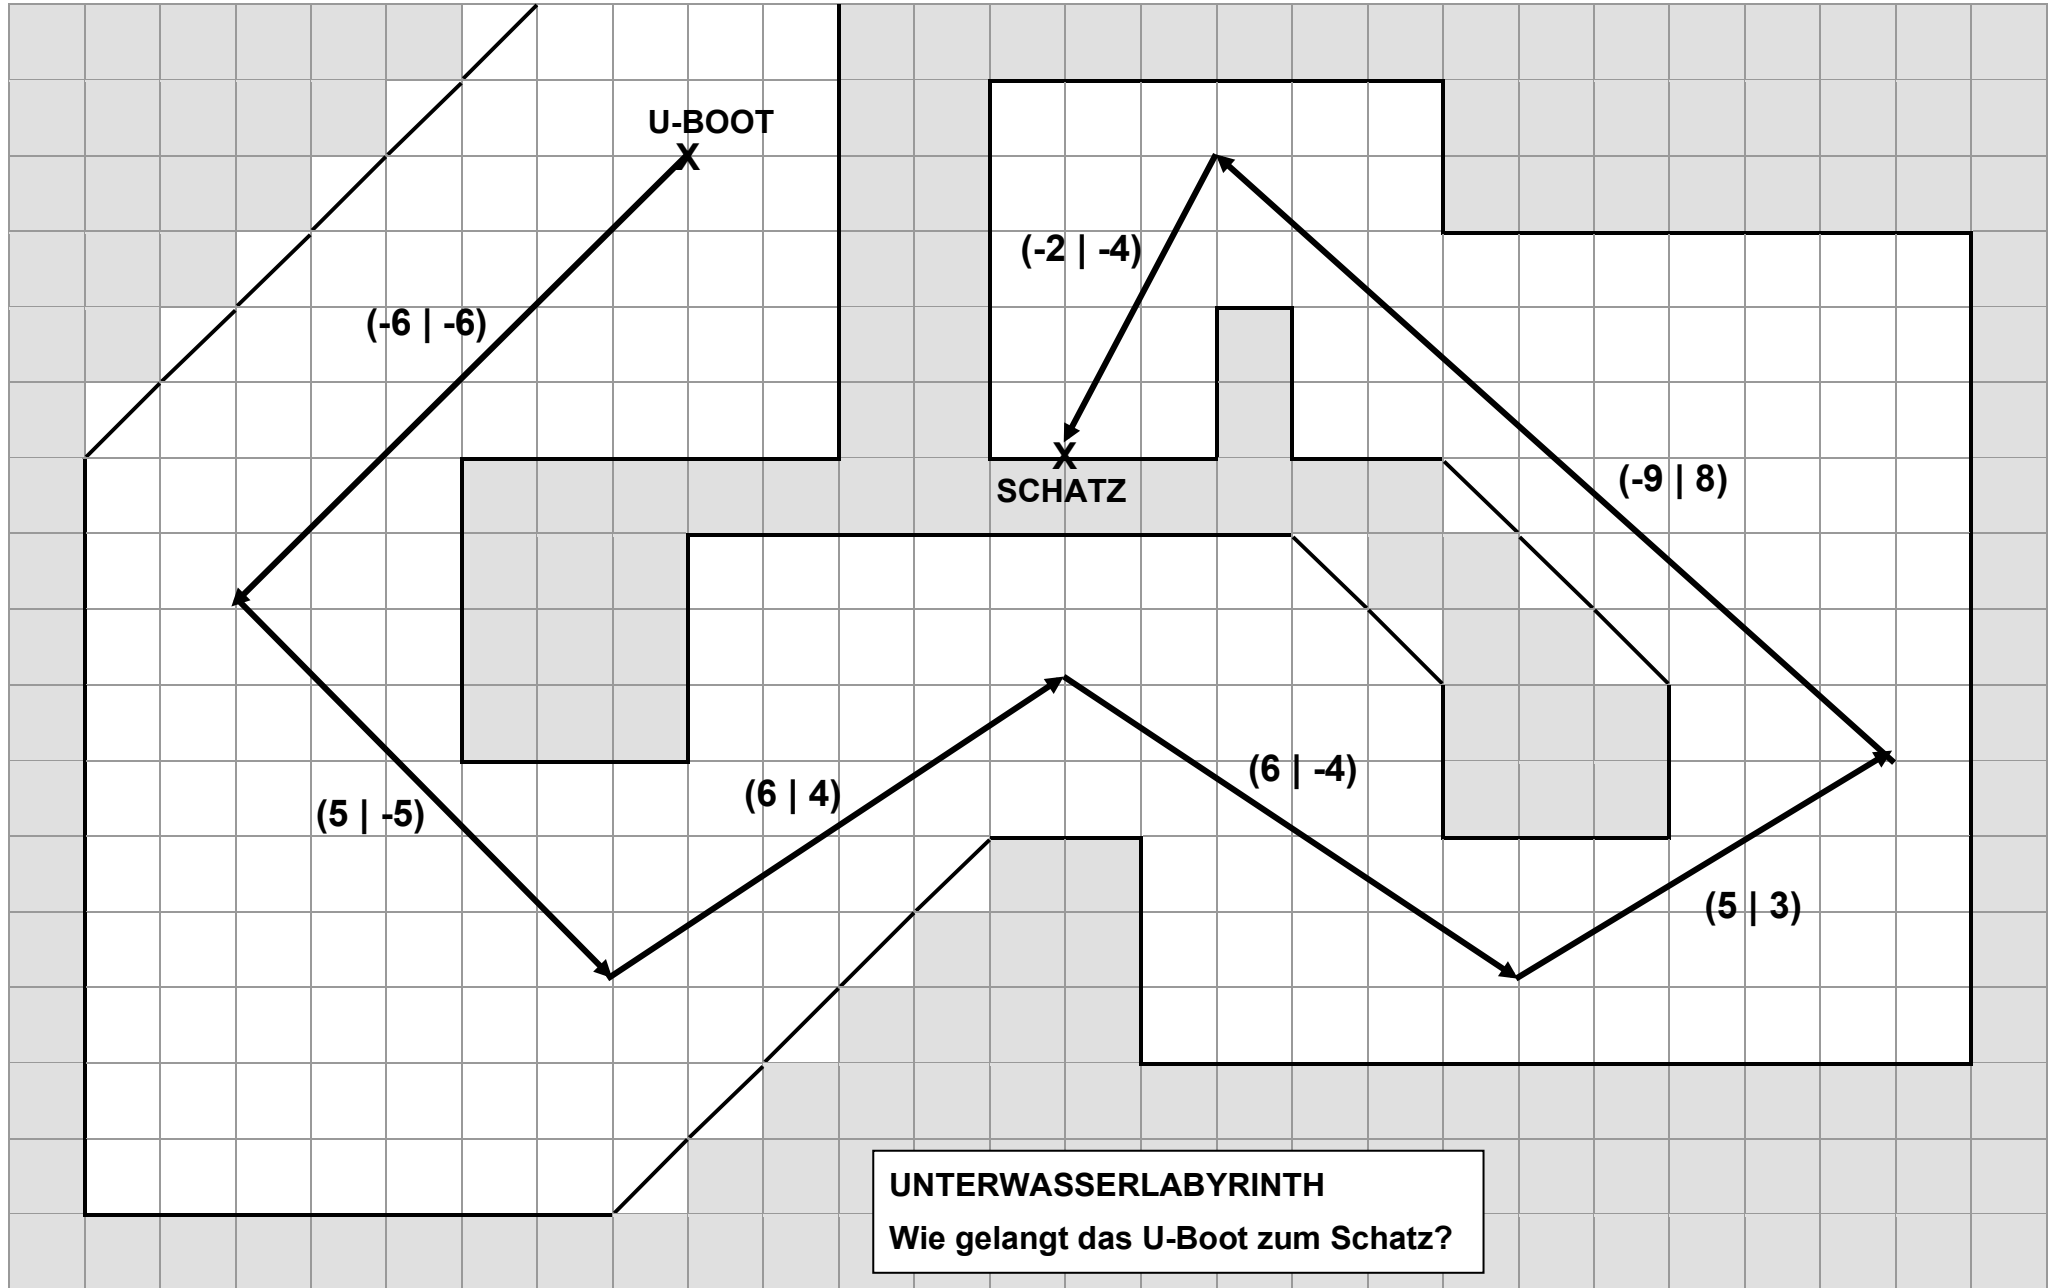 U-BOOT
X
(-2 | -4)
(-6 | -6)
X
SCHATZ
(-9 | 8)
(6 | -4)
(6 | 4)
(5 | -5)
(5 | 3)
UNTERWASSERLABYRINTH
Wie gelangt das U-Boot zum Schatz?